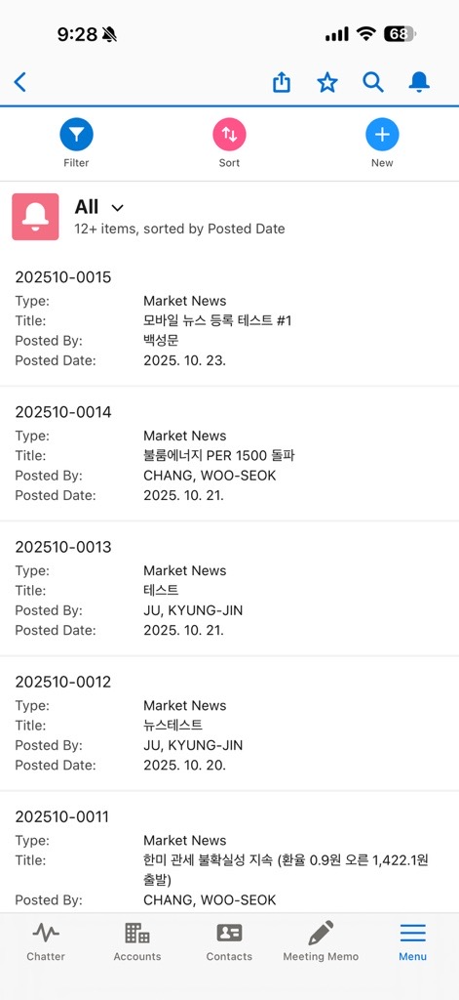 9:28
68
Filter
Sort
New
All
12+ items, sorted by Posted Date
202510-0015
Type: Market News
Title: 모바일 뉴스 등록 테스트 #1
Posted By: 백성문
Posted Date: 2025. 10. 23.
202510-0014
Type: Market News
Title: 불룸에너지 PER 1500 돌파
Posted By: CHANG, WOO-SEOK
Posted Date: 2025. 10. 21.
202510-0013
Type: Market News
Title: 테스트
Posted By: JU, KYUNG-JIN
Posted Date: 2025. 10. 21.
202510-0012
Type: Market News
Title: 뉴스테스트
Posted By: JU, KYUNG-JIN
Posted Date: 2025. 10. 20.
202510-0011
Type: Market News
Title: 한미 관세 불확실성 지속 (환율 0.9원 오른 1,422.1원
출발)
Posted By: CHANG, WOO-SEOK
Chatter
Accounts
Contacts
Meeting Memo
Menu